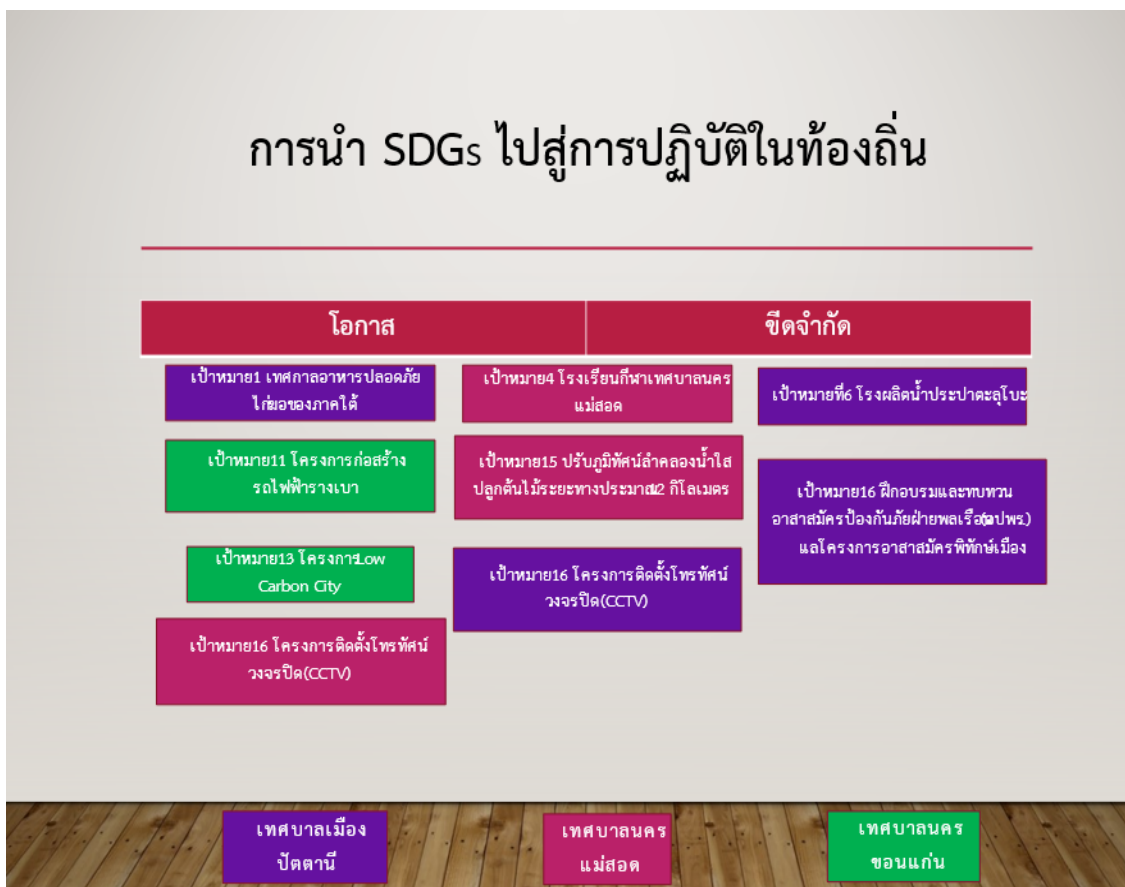 การนำ SDGs ไปสู่การปฏิบัติในท้องถิ่น
โอกาส
ขีดจำกัด
เป้าหมาย1 เทศกาลอาหารปลอดภัย
ไก่ฆอของภาคใต้
เป้าหมาย4 โรงเรียนกีฬาเทศบาลนคร
แม่สอด
เป้าหมายที่6 โรงผลิตน้ำประปาตะลุโบะ
เป้าหมาย11 โครงการก่อสร้าง
รถไฟฟ้ารางเบา
เป้าหมาย15 ปรับภูมิทัศน์ลำคลองน้ำใส
ปลูกต้นไม้ระยะทางประมาณ12 กิโลเมตร
เป้าหมาย16 ฝึกอบรมและทบทวน
อาสาสมัครป้องกันภัยฝ่ายพลเรือน(อปพร.)
แลโครงการอาสาสมัครพิทักษ์เมือง
เป้าหมาย13 โครงการLow
Carbon City
เป้าหมาย16 โครงการติดตั้งโทรทัศน์
วงจรปิด(CCTV)
เป้าหมาย16 โครงการติดตั้งโทรทัศน์
วงจรปิด(CCTV)
เทศบาลเมือง
ปัตตานี
เทศบาลนคร
แม่สอด
เทศบาลนคร
ขอนแก่น